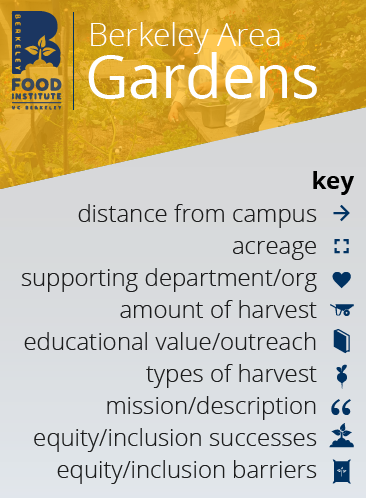 BERKELEY
FOOD
INSTITUTE
UC BERKELEY
Berkeley Area
Gardens
key
distance from campus
acreage
supporting department/org
amount of harvest
educational value/outreach
types of harvest
mission/description
equity/inclusion successes
equity/inclusion barriers